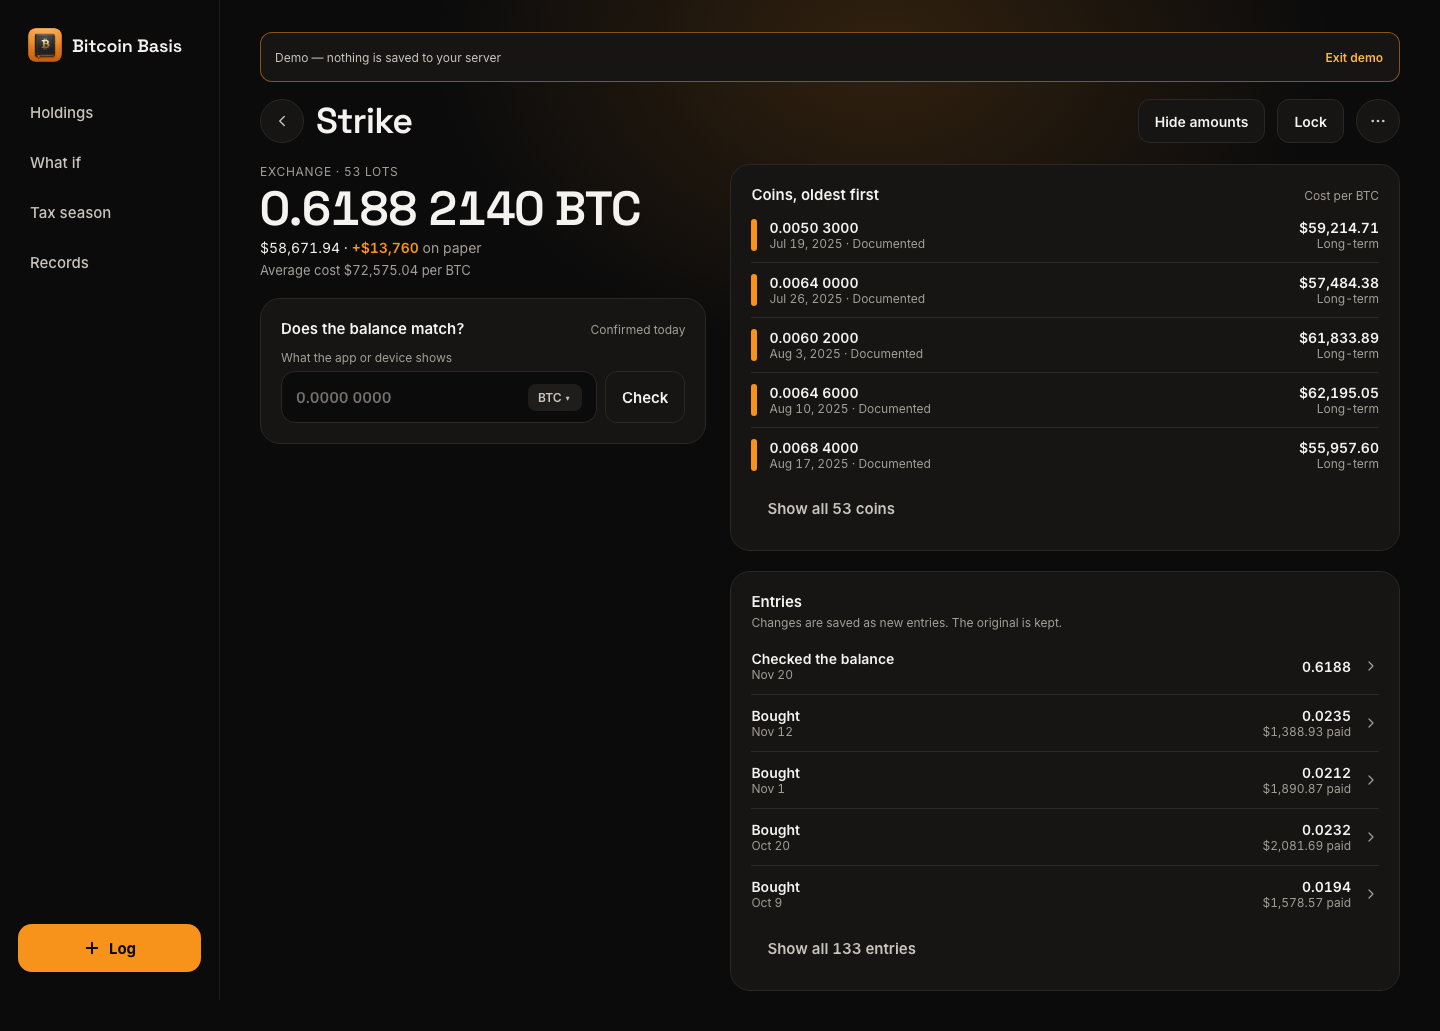 Bitcoin Basis
Holdings
What if
Tax season
Records
+ Log
Demo — nothing is saved to your server
Exit demo
Strike
Hide amounts
Lock
···
EXCHANGE · 53 LOTS
0.6188 2140 BTC
$58,671.94 · +$13,760 on paper
Average cost $72,575.04 per BTC
Does the balance match?
Confirmed today
What the app or device shows
0.0000 0000
BTC ▾
Check
Coins, oldest first
Cost per BTC
0.0050 3000
$59,214.71
Jul 19, 2025 · Documented
Long-term
0.0064 0000
$57,484.38
Jul 26, 2025 · Documented
Long-term
0.0060 2000
$61,833.89
Aug 3, 2025 · Documented
Long-term
0.0064 6000
$62,195.05
Aug 10, 2025 · Documented
Long-term
0.0068 4000
$55,957.60
Aug 17, 2025 · Documented
Long-term
Show all 53 coins
Entries
Changes are saved as new entries. The original is kept.
Checked the balance
0.6188
Nov 20
Bought
0.0235
Nov 12
$1,388.93 paid
Bought
0.0212
Nov 1
$1,890.87 paid
Bought
0.0232
Oct 20
$2,081.69 paid
Bought
0.0194
Oct 9
$1,578.57 paid
Show all 133 entries